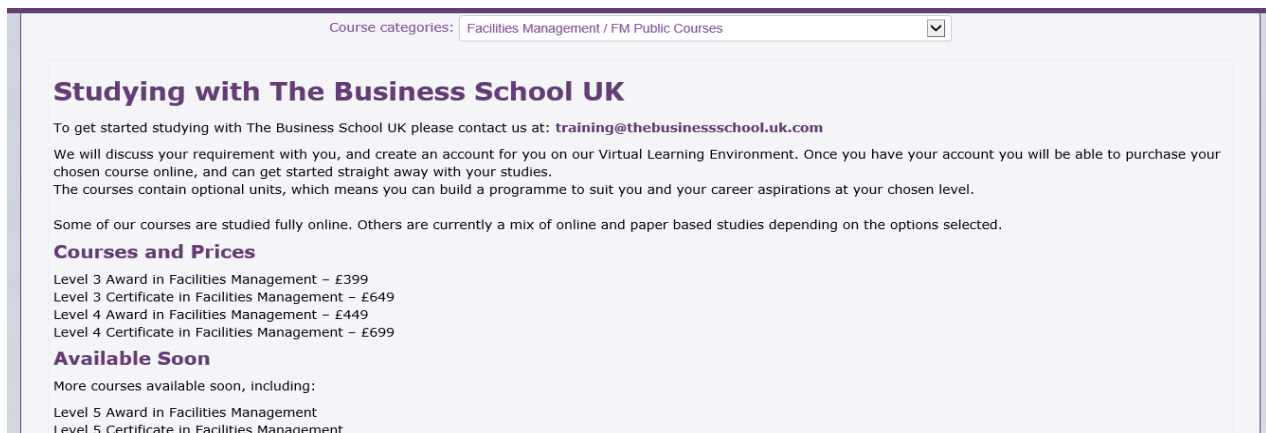 Course categories: Facilities Management / FM Public Courses
Studying with The Business School UK
To get started studying with The Business School UK please contact us at: training@thebusinessschool.uk.com
We will discuss your requirement with you, and create an account for you on our Virtual Learning Environment. Once you have your account you will be able to purchase your
chosen course online, and can get started straight away with your studies.
The courses contain optional units, which means you can build a programme to suit you and your career aspirations at your chosen level.
Some of our courses are studied fully online. Others are currently a mix of online and paper based studies depending on the options selected.
Courses and Prices
Level 3 Award in Facilities Management – £399
Level 3 Certificate in Facilities Management – £649
Level 4 Award in Facilities Management – £449
Level 4 Certificate in Facilities Management – £699
Available Soon
More courses available soon, including:
Level 5 Award in Facilities Management
Level 5 Certificate in Facilities Management